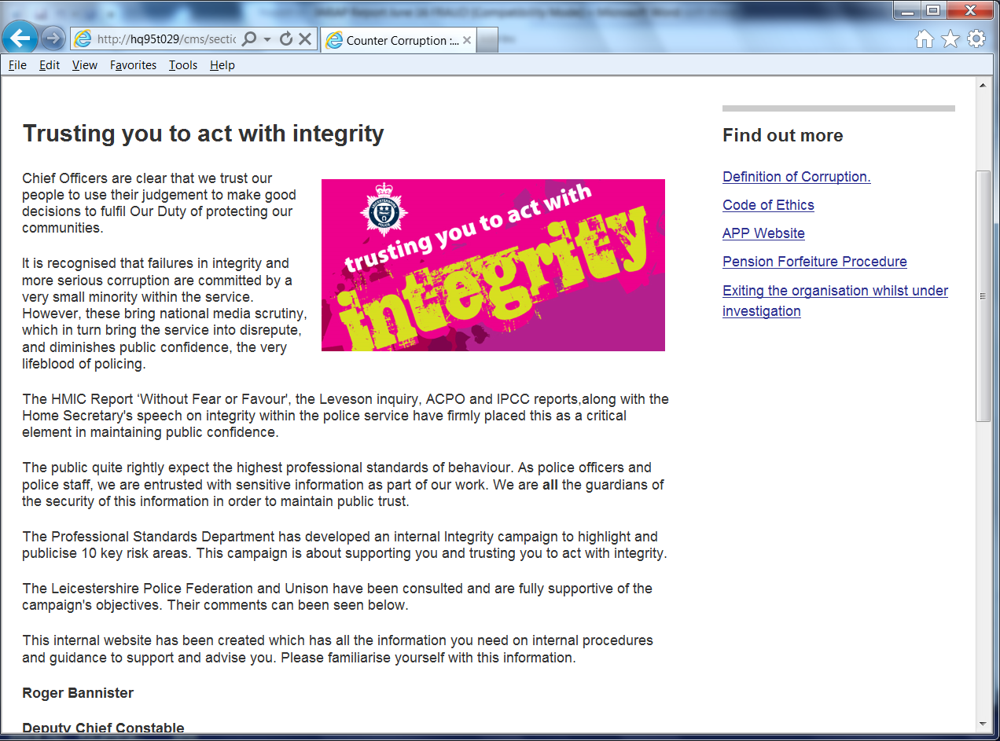 http://hq95t029/cms/sectic
Counter Corruption :...
File Edit View Favorites Tools Help
Trusting you to act with integrity
Chief Officers are clear that we trust our
people to use their judgement to make good
decisions to fulfil Our Duty of protecting our
communities.
It is recognised that failures in integrity and
more serious corruption are committed by a
very small minority within the service.
However, these bring national media scrutiny,
which in turn bring the service into disrepute,
and diminishes public confidence, the very
lifeblood of policing.
LEICESTERSHIRE
POLICE
trusting you to act with
integrity
The HMIC Report ‘Without Fear or Favour', the Leveson inquiry, ACPO and IPCC reports,along with the
Home Secretary's speech on integrity within the police service have firmly placed this as a critical
element in maintaining public confidence.
The public quite rightly expect the highest professional standards of behaviour. As police officers and
police staff, we are entrusted with sensitive information as part of our work. We are all the guardians of
the security of this information in order to maintain public trust.
The Professional Standards Department has developed an internal Integrity campaign to highlight and
publicise 10 key risk areas. This campaign is about supporting you and trusting you to act with integrity.
The Leicestershire Police Federation and Unison have been consulted and are fully supportive of the
campaign's objectives. Their comments can been seen below.
This internal website has been created which has all the information you need on internal procedures
and guidance to support and advise you. Please familiarise yourself with this information.
Roger Bannister
Deputy Chief Constable
Find out more
Definition of Corruption.
Code of Ethics
APP Website
Pension Forfeiture Procedure
Exiting the organisation whilst under
investigation